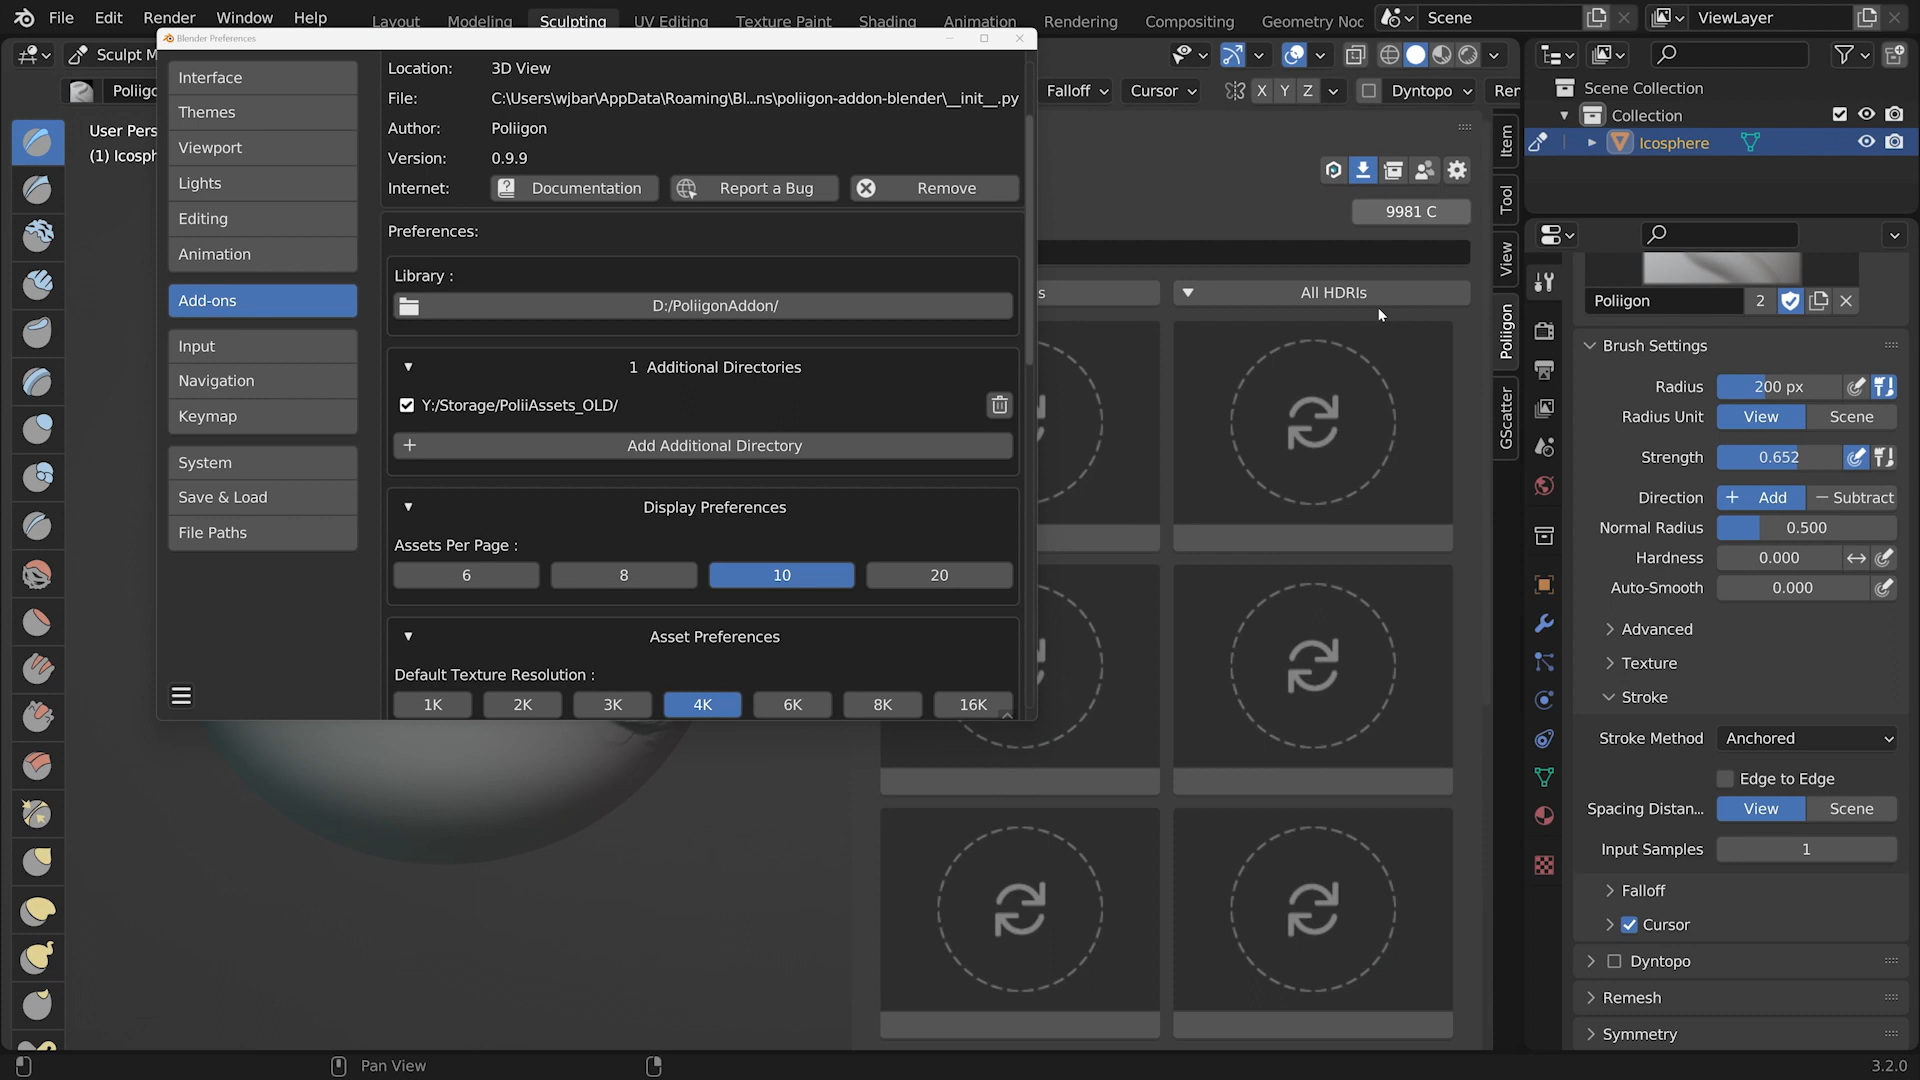 File Edit Render Window Help Layout Modeling Sculpting UV Editing Texture Paint Shading Animation Rendering Compositing Geometry Noc Scene ViewLayer
Blender Preferences
Sculpt M
Poliigo
Falloff Cursor X Y Z Dyntopo Ren
User Pers
(1) Icosph
Interface
Themes
Viewport
Lights
Editing
Animation
Add-ons
Input
Navigation
Keymap
System
Save & Load
File Paths
Location: 3D View
File: C:\Users\wjbar\AppData\Roaming\Bl...ns\poliigon-addon-blender\__init__.py
Author: Poliigon
Version: 0.9.9
Internet: Documentation Report a Bug Remove
Preferences:
Library :
D:/PoliigonAddon/
1 Additional Directories
Y:/Storage/PoliiAssets_OLD/
Add Additional Directory
Display Preferences
Assets Per Page :
6 8 10 20
Asset Preferences
Default Texture Resolution :
1K 2K 3K 4K 6K 8K 16K
9981 C
s
All HDRIs
Item
Tool
View
Poliigon
GScatter
Scene Collection
Collection
Icosphere
Poliigon 2
Brush Settings
Radius 200 px
Radius Unit View Scene
Strength 0.652
Direction Add Subtract
Normal Radius 0.500
Hardness 0.000
Auto-Smooth 0.000
Advanced
Texture
Stroke
Stroke Method Anchored
Edge to Edge
Spacing Distan... View Scene
Input Samples 1
Falloff
Cursor
Dyntopo
Remesh
Symmetry
Pan View
3.2.0